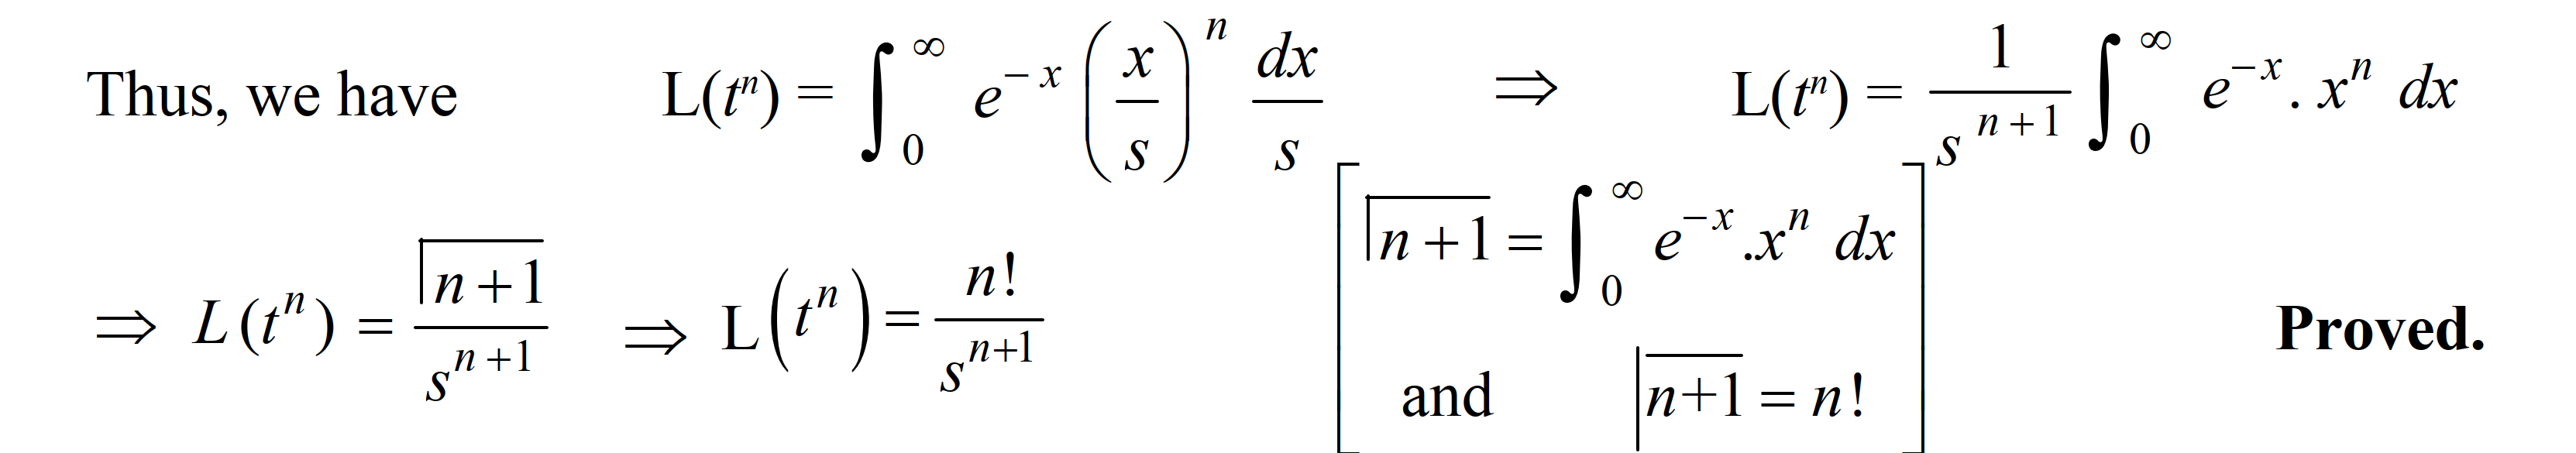 Thus, we have L(tⁿ) = ∫₀^∞ e^{−x} (x/s)ⁿ dx/s ⇒ L(tⁿ) = 1/s^{n+1} ∫₀^∞ e^{−x} . xⁿ dx
⇒ L(tⁿ) = |n̅ ̅+̅ ̅1̅ / s^{n+1} ⇒ L(tⁿ) = n! / s^{n+1} [ |n̅ ̅+̅ ̅1̅ = ∫₀^∞ e^{−x} .xⁿ dx
and |n̅+̅1̅ = n! ] Proved.